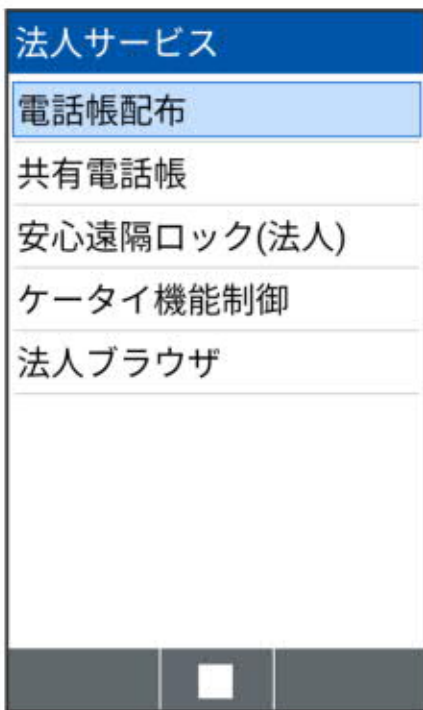 法人サービス
電話帳配布
共有電話帳
安心遠隔ロック(法人)
ケータイ機能制御
法人ブラウザ